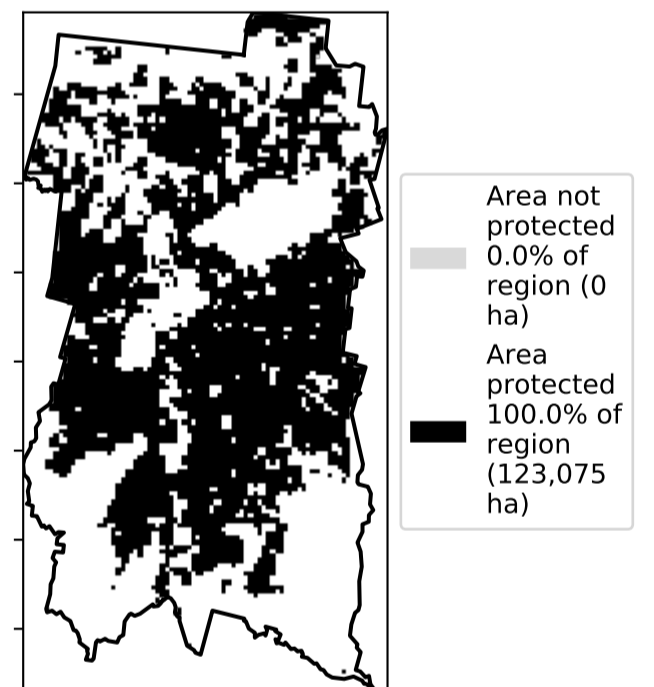 Area not
protected
0.0% of
region (0
ha)
Area
protected
100.0% of
region
(123,075
ha)